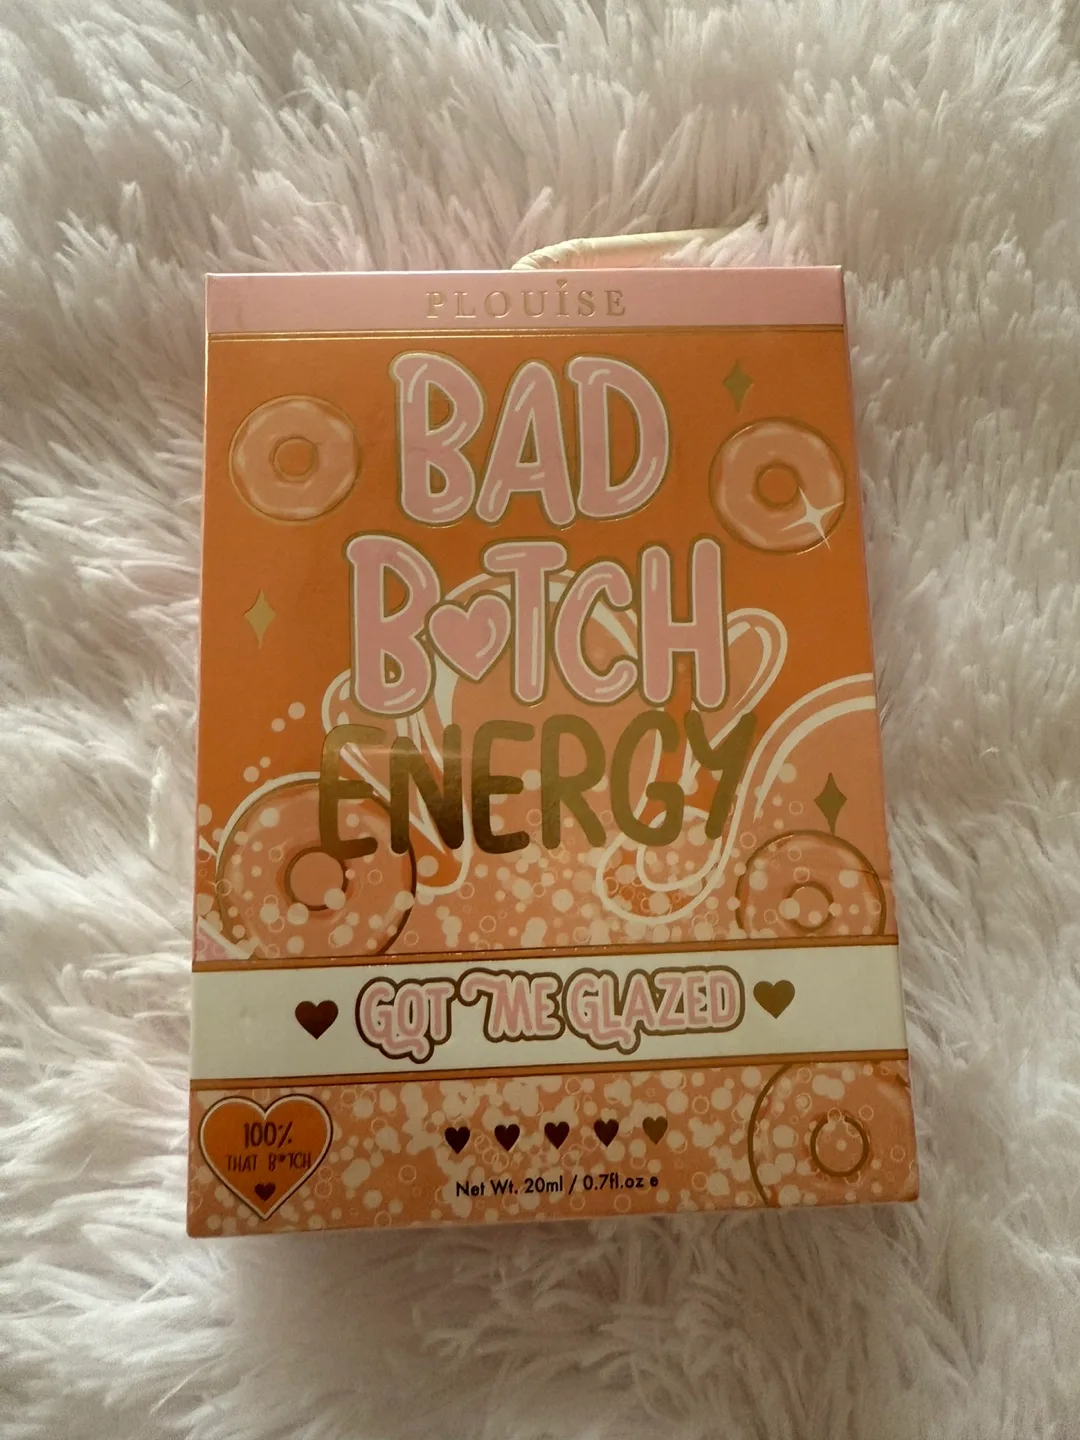 PLOUISE
BAD
B♥TCH
ENERGY
GOT ME GLAZED
100%
THAT B*TCH
Net Wt. 20ml / 0.7fl.oz e